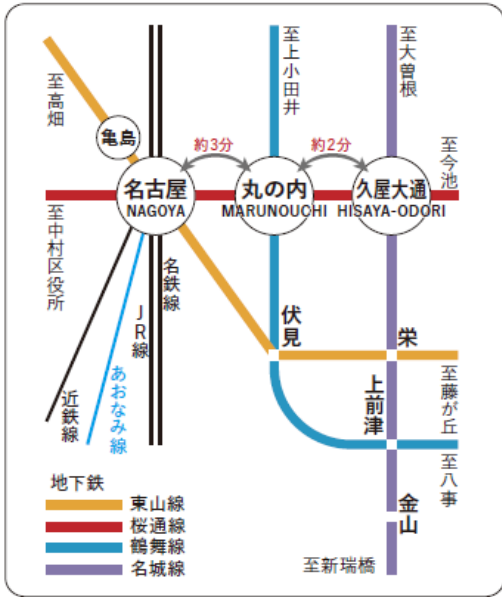 至高畑
亀島
至上小田井
至大曽根
約3分
約2分
至今池
名古屋
NAGOYA
丸の内
MARUNOUCHI
久屋大通
HISAYA-ODORI
至中村区役所
名鉄線
JR線
あおなみ線
近鉄線
伏見
栄
上前津
至藤が丘
至八事
金山
至新瑞橋
地下鉄
東山線
桜通線
鶴舞線
名城線